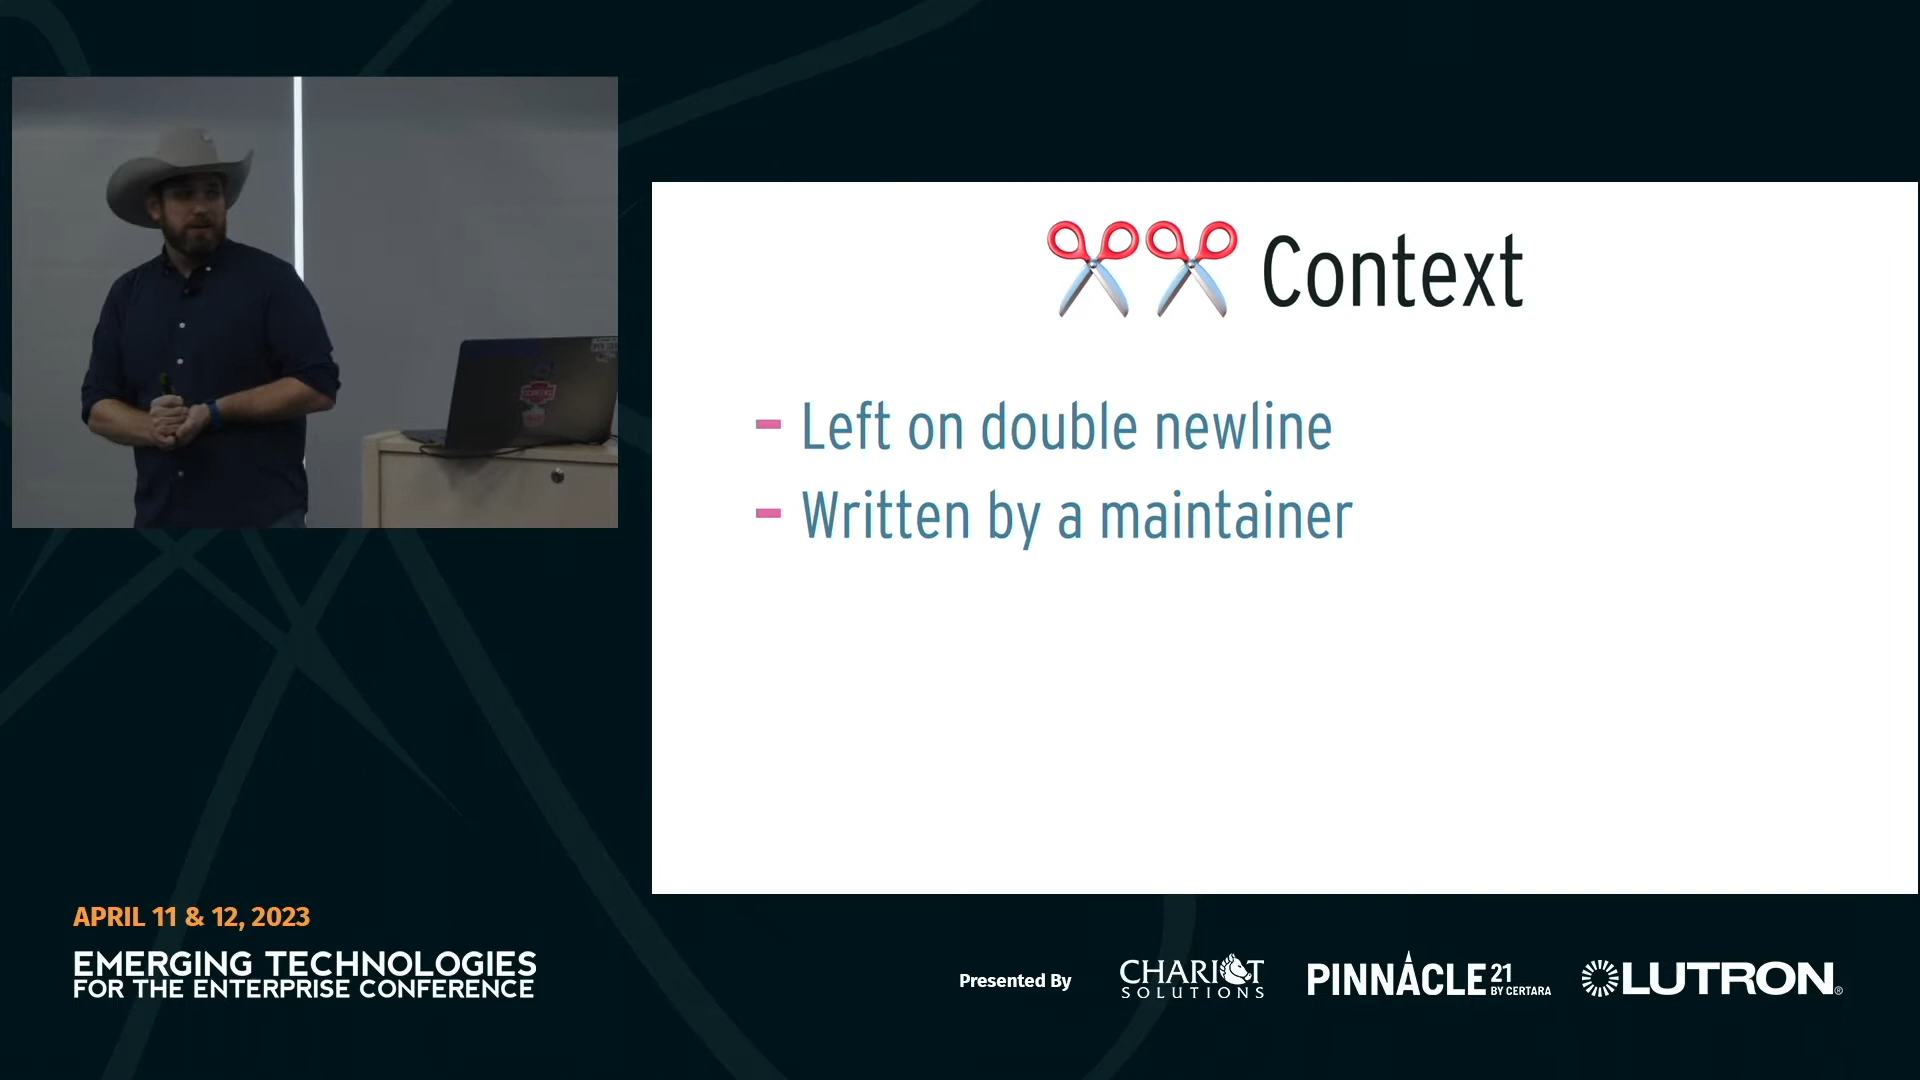 ✂️✂️ Context
- Left on double newline
- Written by a maintainer
APRIL 11 & 12, 2023
EMERGING TECHNOLOGIES
FOR THE ENTERPRISE CONFERENCE
Presented By
CHARIOT
SOLUTIONS
PINNACLE 21
BY CERTARA
LUTRON®